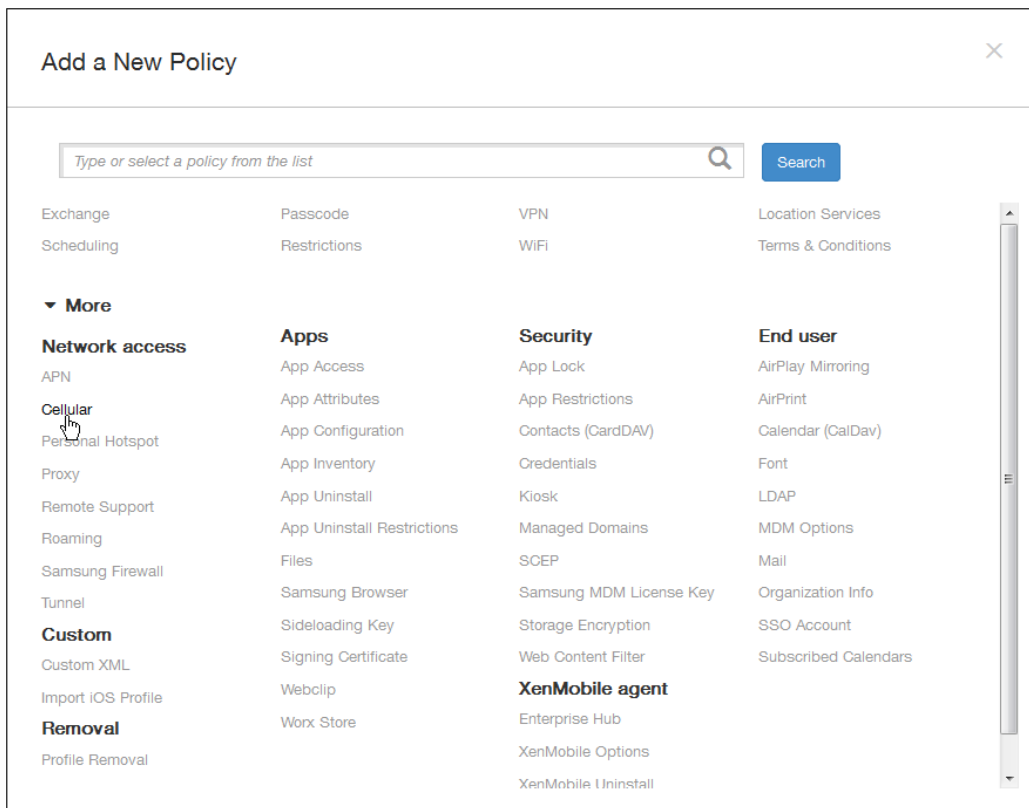 Add a New Policy
Type or select a policy from the list
Search
Exchange
Passcode
VPN
Location Services
Scheduling
Restrictions
WiFi
Terms & Conditions
More
Network access
APN
Cellular
Personal Hotspot
Proxy
Remote Support
Roaming
Samsung Firewall
Tunnel
Custom
Custom XML
Import iOS Profile
Removal
Profile Removal
Apps
App Access
App Attributes
App Configuration
App Inventory
App Uninstall
App Uninstall Restrictions
Files
Samsung Browser
Sideloading Key
Signing Certificate
Webclip
Worx Store
Security
App Lock
App Restrictions
Contacts (CardDAV)
Credentials
Kiosk
Managed Domains
SCEP
Samsung MDM License Key
Storage Encryption
Web Content Filter
XenMobile agent
Enterprise Hub
XenMobile Options
XenMobile Uninstall
End user
AirPlay Mirroring
AirPrint
Calendar (CalDav)
Font
LDAP
MDM Options
Mail
Organization Info
SSO Account
Subscribed Calendars